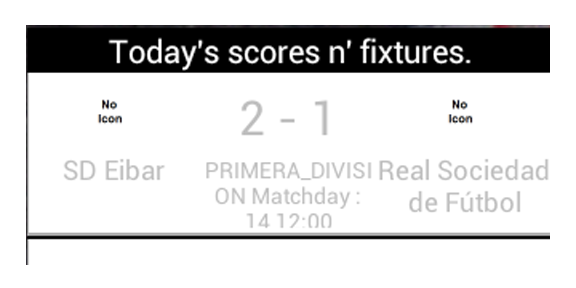 Today's scores n' fixtures.
No
Icon
2 - 1
No
Icon
SD Eibar
PRIMERA_DIVISI
ON Matchday :
14 12:00
Real Sociedad
de Fútbol